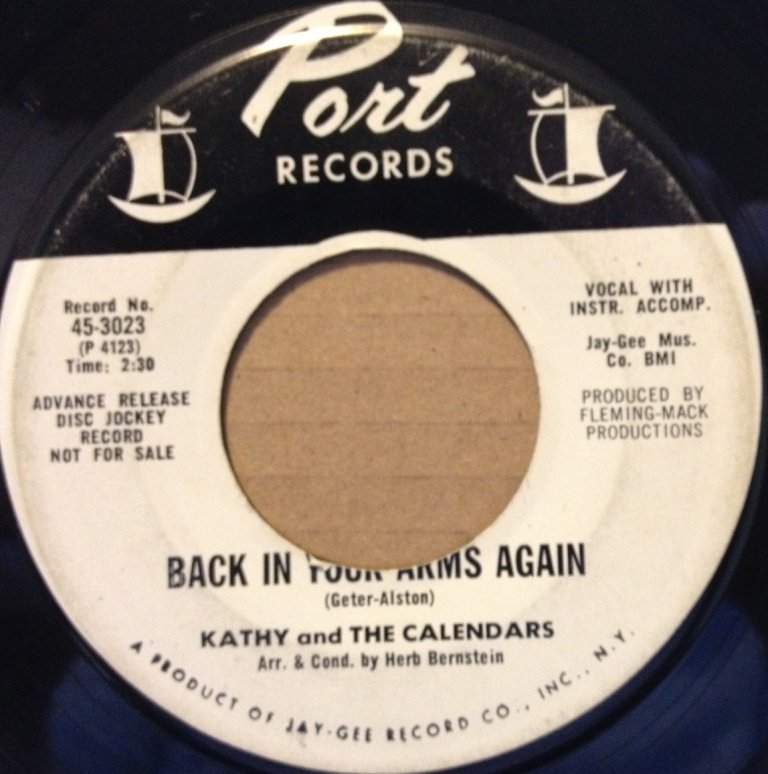 Port
RECORDS
Record No.
45-3023
(P 4123)
Time: 2:30
ADVANCE RELEASE
DISC JOCKEY
RECORD
NOT FOR SALE
VOCAL WITH
INSTR. ACCOMP.
Jay-Gee Mus.
Co. BMI
PRODUCED BY
FLEMING-MACK
PRODUCTIONS
BACK IN YOUR ARMS AGAIN
(Geter-Alston)
KATHY and THE CALENDARS
Arr. & Cond. by Herb Bernstein
A PRODUCT OF JAY-GEE RECORD CO., INC., N.Y.